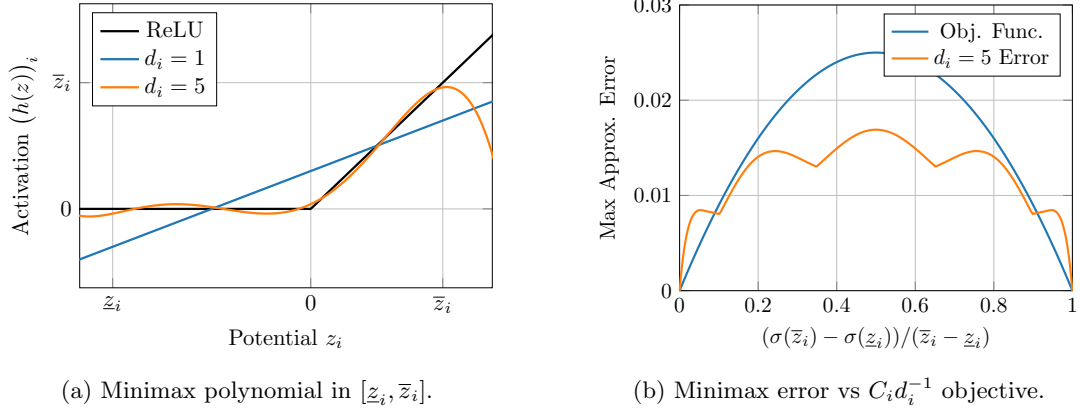 ReLU
d_i = 1
d_i = 5
Activation (h(z))_i
z̅_i
0
z̲_i
0
z̅_i
Potential z_i
(a) Minimax polynomial in [z̲_i, z̅_i].
Obj. Func.
d_i = 5 Error
Max Approx. Error
0.03
0.02
0.01
0
0
0.2
0.4
0.6
0.8
1
(σ(z̅_i) − σ(z̲_i))/(z̅_i − z̲_i)
(b) Minimax error vs C_i d_i^{-1} objective.